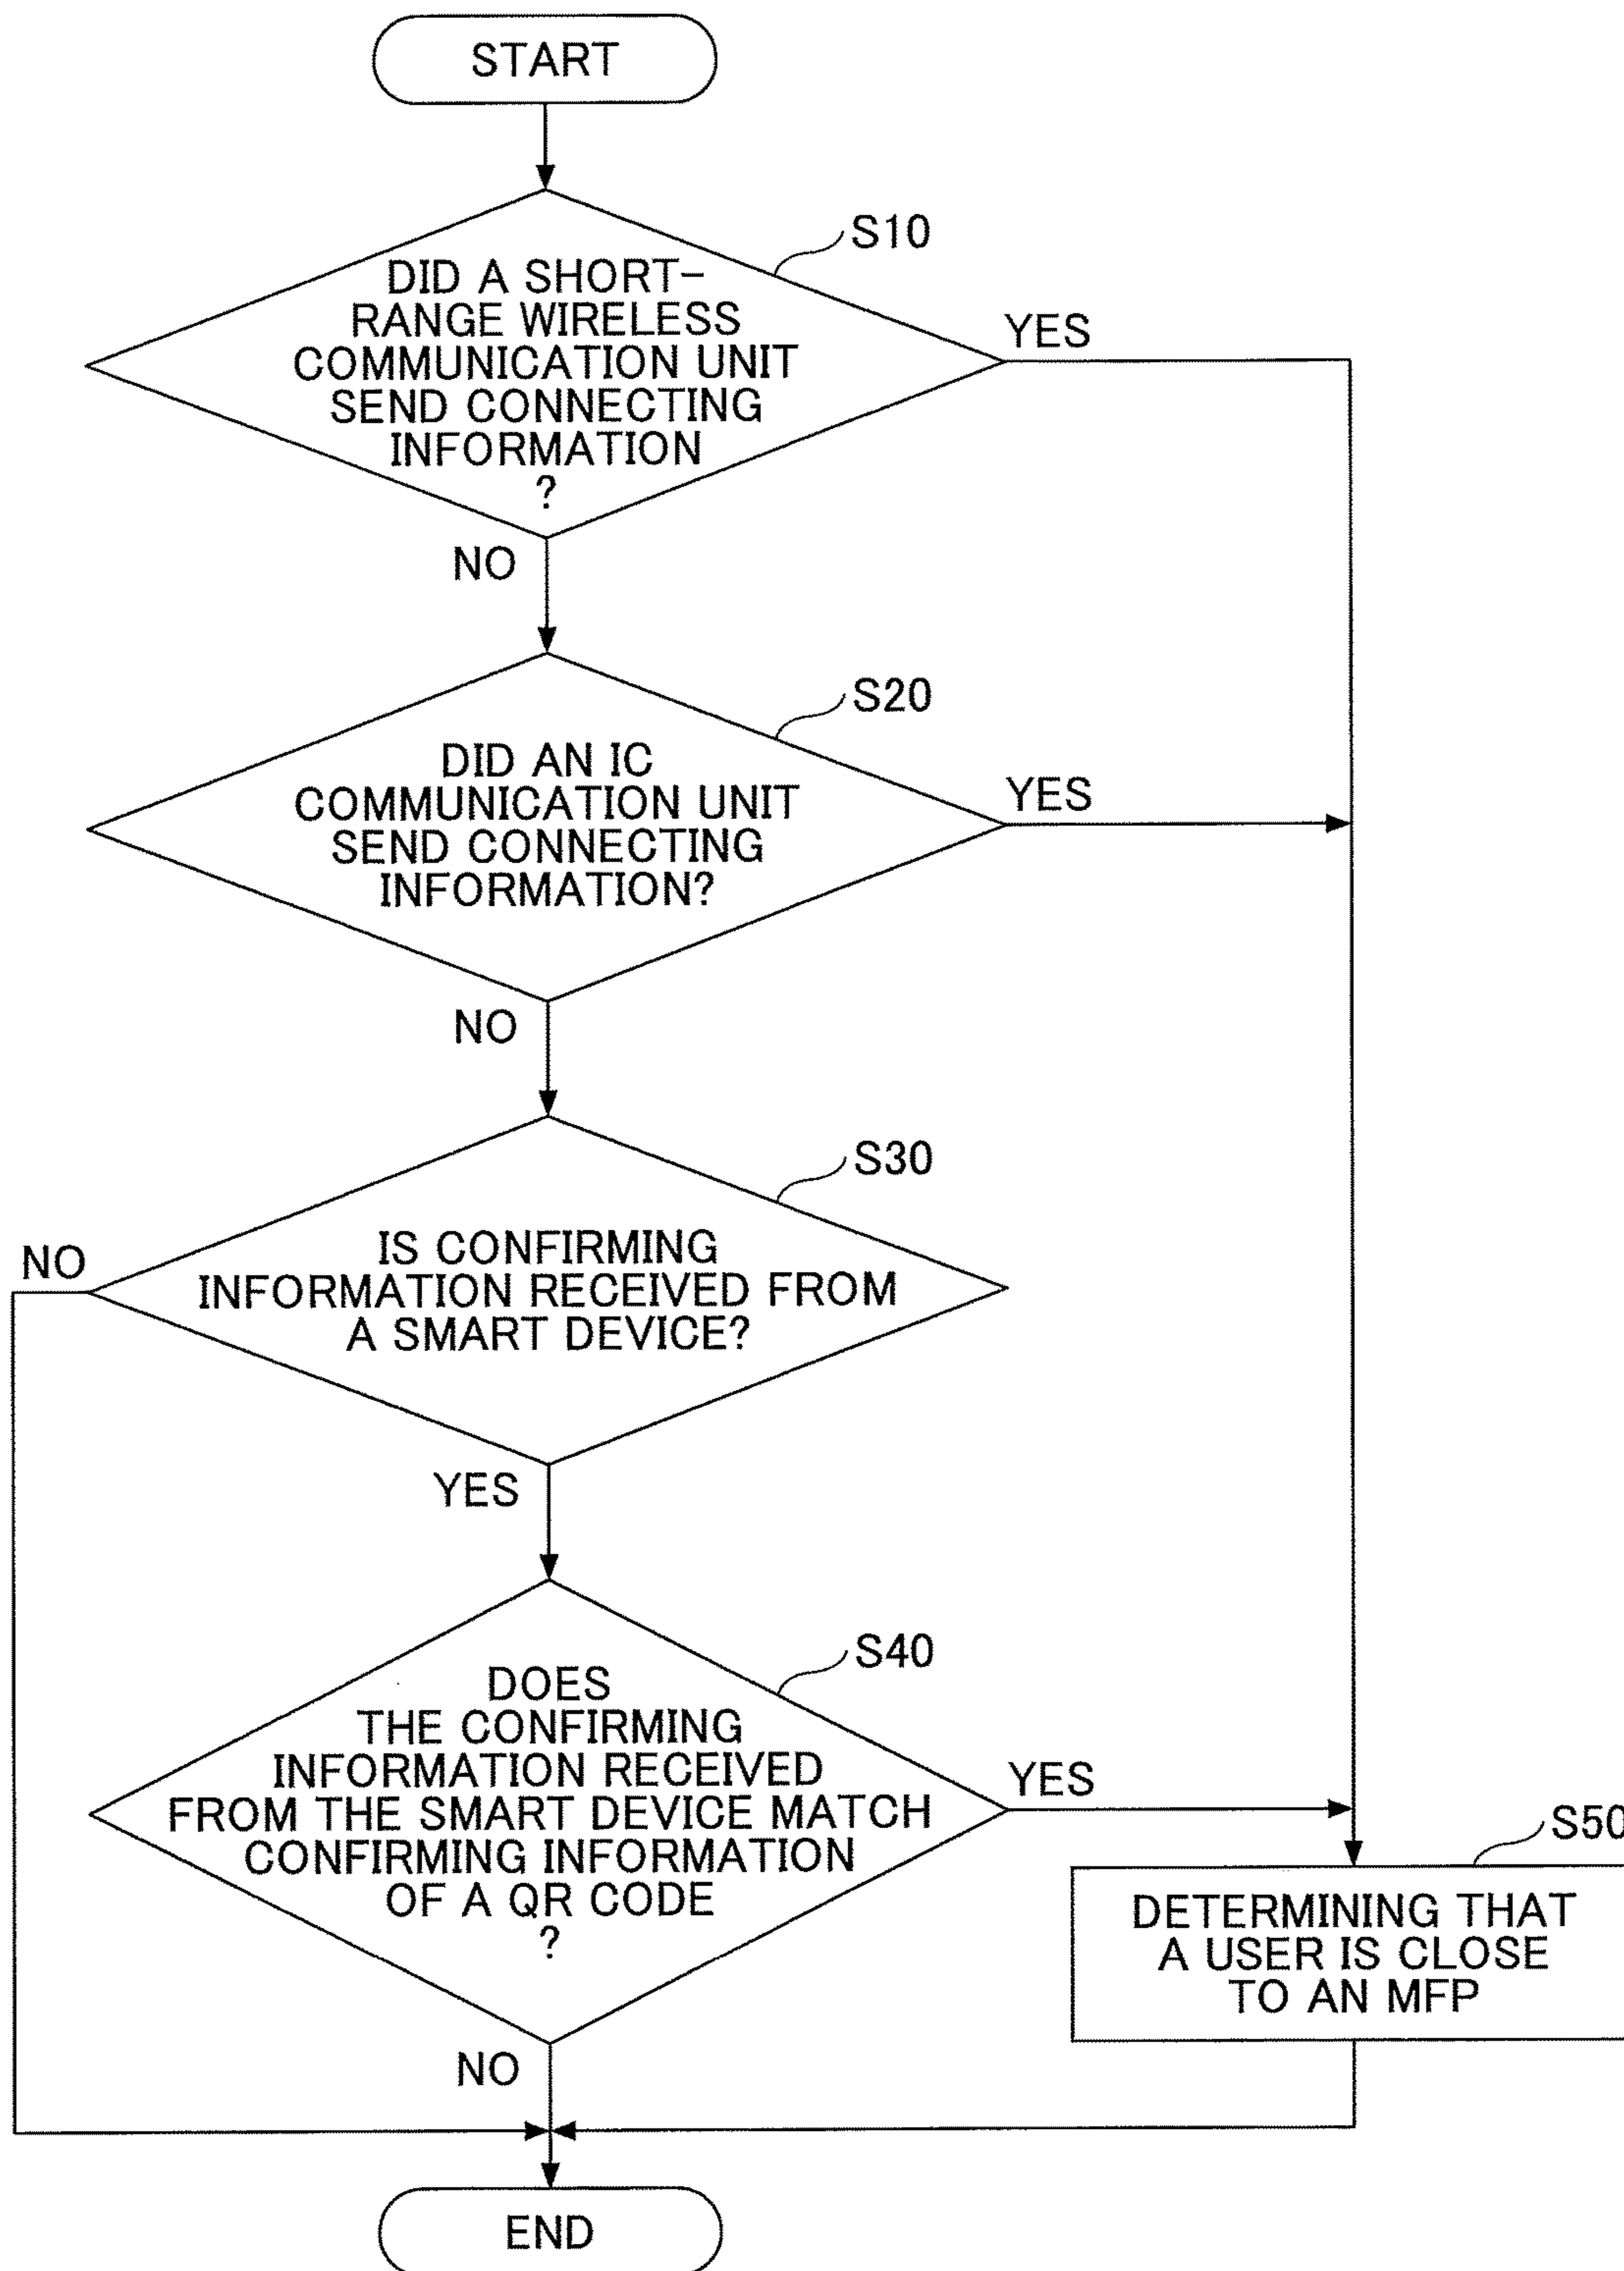 START
S10
DID A SHORT-
RANGE WIRELESS
COMMUNICATION UNIT
SEND CONNECTING
INFORMATION
?
YES
NO
S20
DID AN IC
COMMUNICATION UNIT
SEND CONNECTING
INFORMATION?
YES
NO
S30
IS CONFIRMING
INFORMATION RECEIVED FROM
A SMART DEVICE?
NO
YES
S40
DOES
THE CONFIRMING
INFORMATION RECEIVED
FROM THE SMART DEVICE MATCH
CONFIRMING INFORMATION
OF A QR CODE
?
YES
NO
S50
DETERMINING THAT
A USER IS CLOSE
TO AN MFP
END